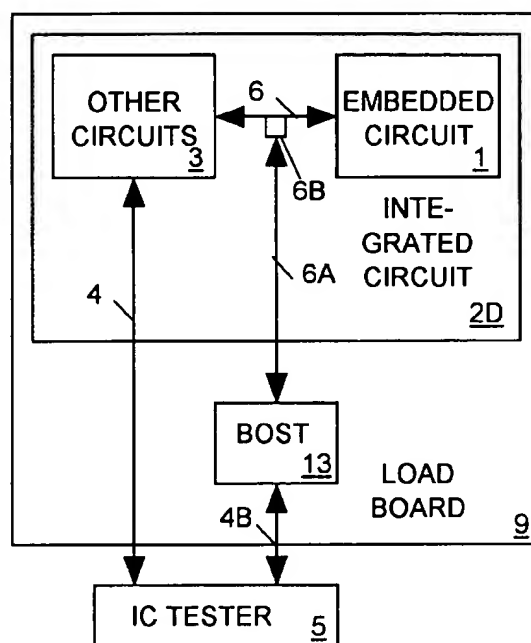 OTHER
CIRCUITS
3
6
EMBEDDED
CIRCUIT
1
6B
INTE-
GRATED
CIRCUIT
2D
4
6A
BOST
13
LOAD
BOARD
9
4B
IC TESTER
5